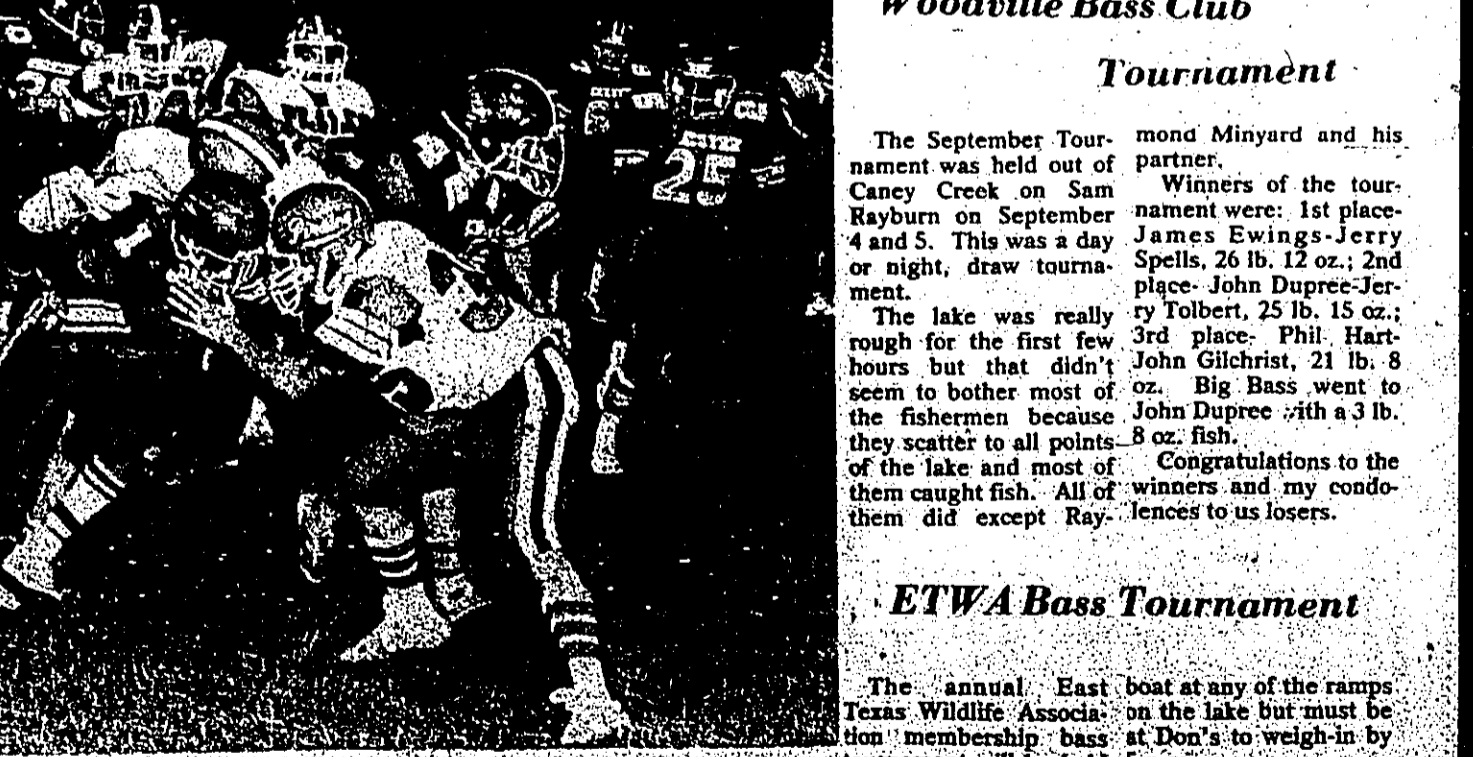 Woodville Bass Club
Tournament
The September Tour-
nament was held out of
Caney Creek on Sam
Rayburn on September
4 and 5. This was a day
or night, draw tourna-
ment.
The lake was really
rough for the first few
hours but that didn't
seem to bother most of
the fishermen because
they scatter to all points
of the lake and most of
them caught fish. All of
them did except Ray-
mond Minyard and his
partner.
Winners of the tour-
nament were: 1st place-
James Ewings-Jerry
Spells, 26 lb. 12 oz.; 2nd
place- John Dupree-Jer-
ry Tolbert, 25 lb. 15 oz.;
3rd place- Phil Hart-
John Gilchrist, 21 lb. 8
oz. Big Bass went to
John Dupree with a 3 lb.
8 oz. fish.
Congratulations to the
winners and my condo-
lences to us losers.
ETWA Bass Tournament
The annual East
Texas Wildlife Associa-
tion membership bass
boat at any of the ramps
on the lake but must be
at Don's to weigh-in by
25